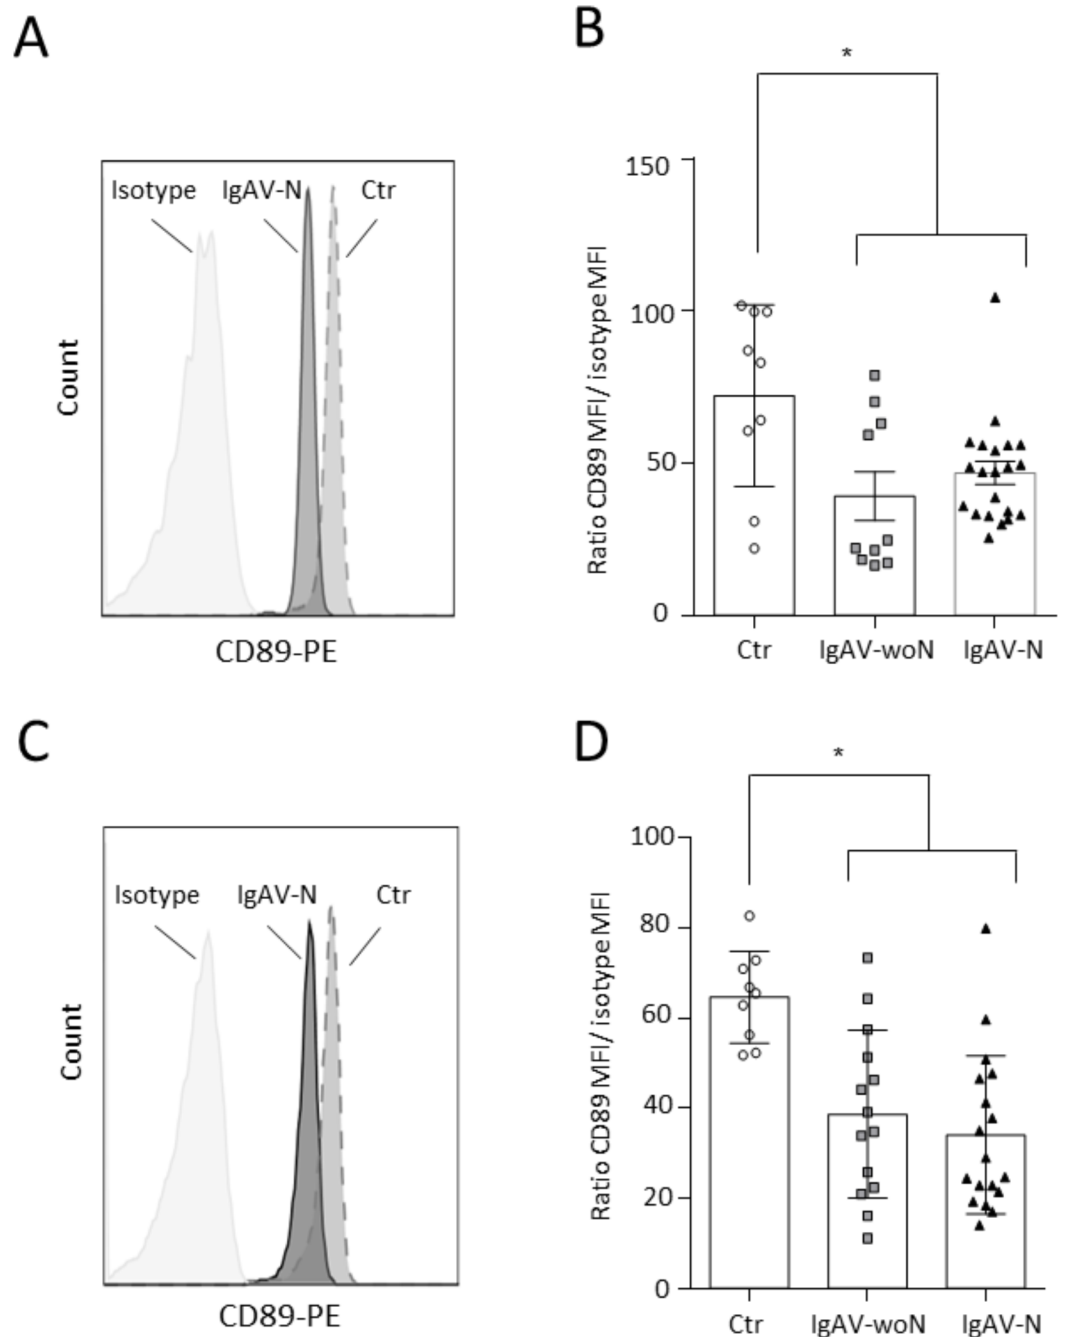 A
Isotype
IgAV-N
Ctr
Count
CD89-PE
B
*
150
100
50
0
Ratio CD89 MFI/ isotype MFI
Ctr
IgAV-woN
IgAV-N
C
Isotype
IgAV-N
Ctr
Count
CD89-PE
D
*
100
80
60
40
20
0
Ratio CD89 MFI/ isotype MFI
Ctr
IgAV-woN
IgAV-N